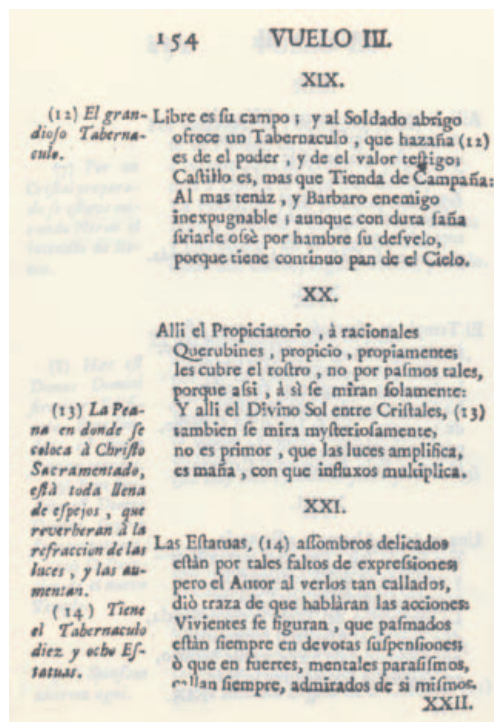 154 VUELO III.
XIX.
(12) El gran-
dioſo Taberna-
culo.
Libre es ſu campo; y al Soldado abrigo
ofrece un Tabernaculo, que hazaña (12)
es de el poder, y de el valor teſtigo;
Caſtillo es, mas que Tienda de Campaña:
Al mas tenàz, y Barbaro enemigo
inexpugnable; aunque con dura ſaña
ſitiarle oſsè por hambre ſu deſvelo,
porque tiene continuo pan de el Cielo.
XX.
Alli el Propiciatorio, à racionales
Querubines, propicio, propiamente;
les cubre el roſtro, no por paſmos tales,
porque aſsi, à sì ſe miran ſolamente:
Y alli el Divino Sol entre Criſtales, (13)
tambien ſe mira myſterioſamente;
no es primor, que las luces amplifica,
es maña, con que influxos multiplica.
(13) La Pea-
na en donde ſe
coloca à Chriſto
Sacramentado,
eſtà toda llena
de eſpejos, que
reverberan à la
refraccion de las
luces, y las au-
mentan.
XXI.
Las Eſtatuas, (14) aſſombros delicados
eſtàn por tales faltos de expreſsiones;
pero el Autor al verlos tan callados,
diò traza de que hablàran las acciones:
Vivientes ſe figuran, que paſmados
eſtàn ſiempre en devotas ſuſpenſiones;
ò que en fuertes, mentales paraſiſmos,
callan ſiempre, admirados de sì miſmos.
(14) Tiene
el Tabernaculo
diez y ocho Eſ-
tatuas.
XXII.